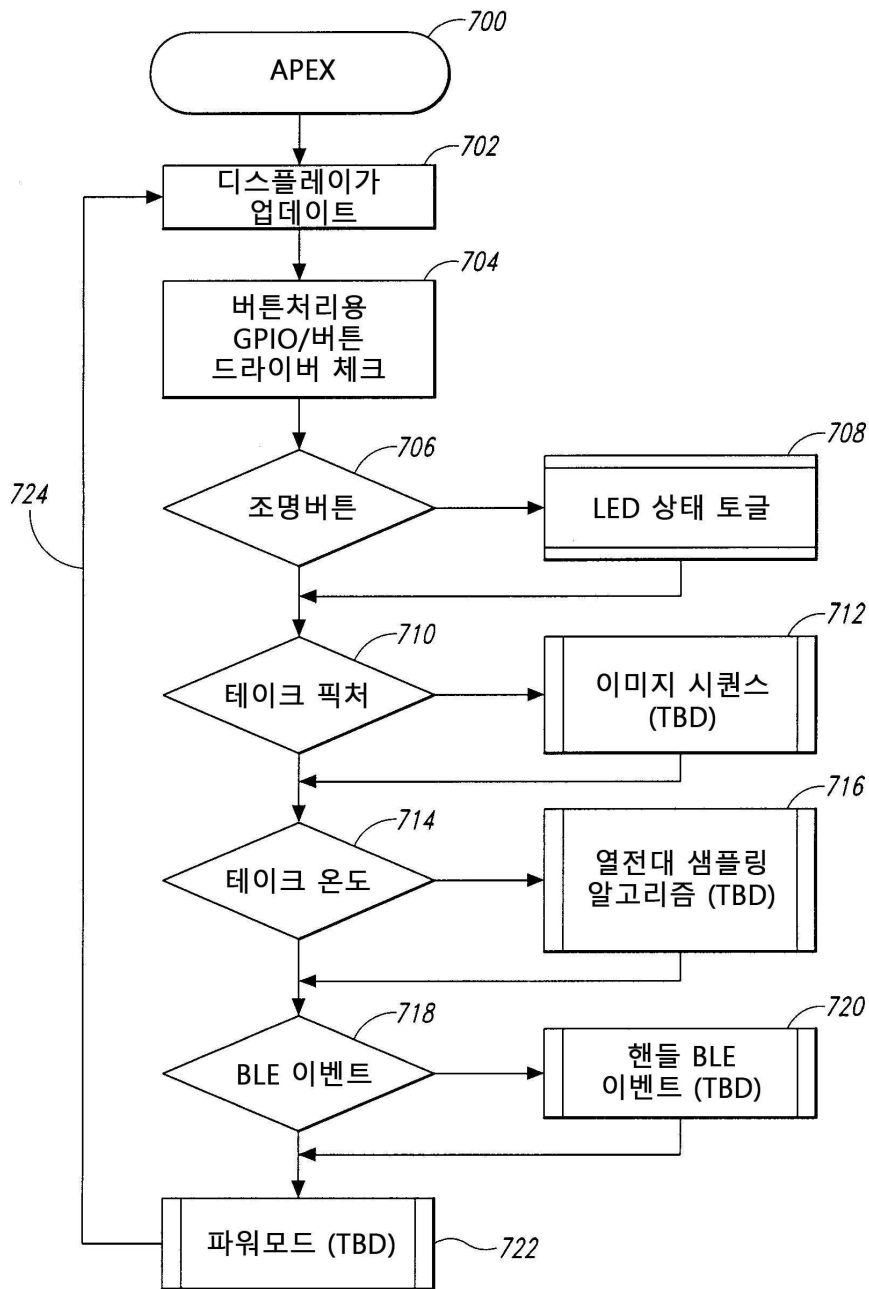 700
APEX
702
디스플레이가
업데이트
704
버튼처리용
GPIO/버튼
드라이버 체크
706
조명버튼
708
LED 상태 토글
724
710
테이크 픽처
712
이미지 시퀀스
(TBD)
714
테이크 온도
716
열전대 샘플링
알고리즘 (TBD)
718
BLE 이벤트
720
핸들 BLE
이벤트 (TBD)
파워모드 (TBD)
722